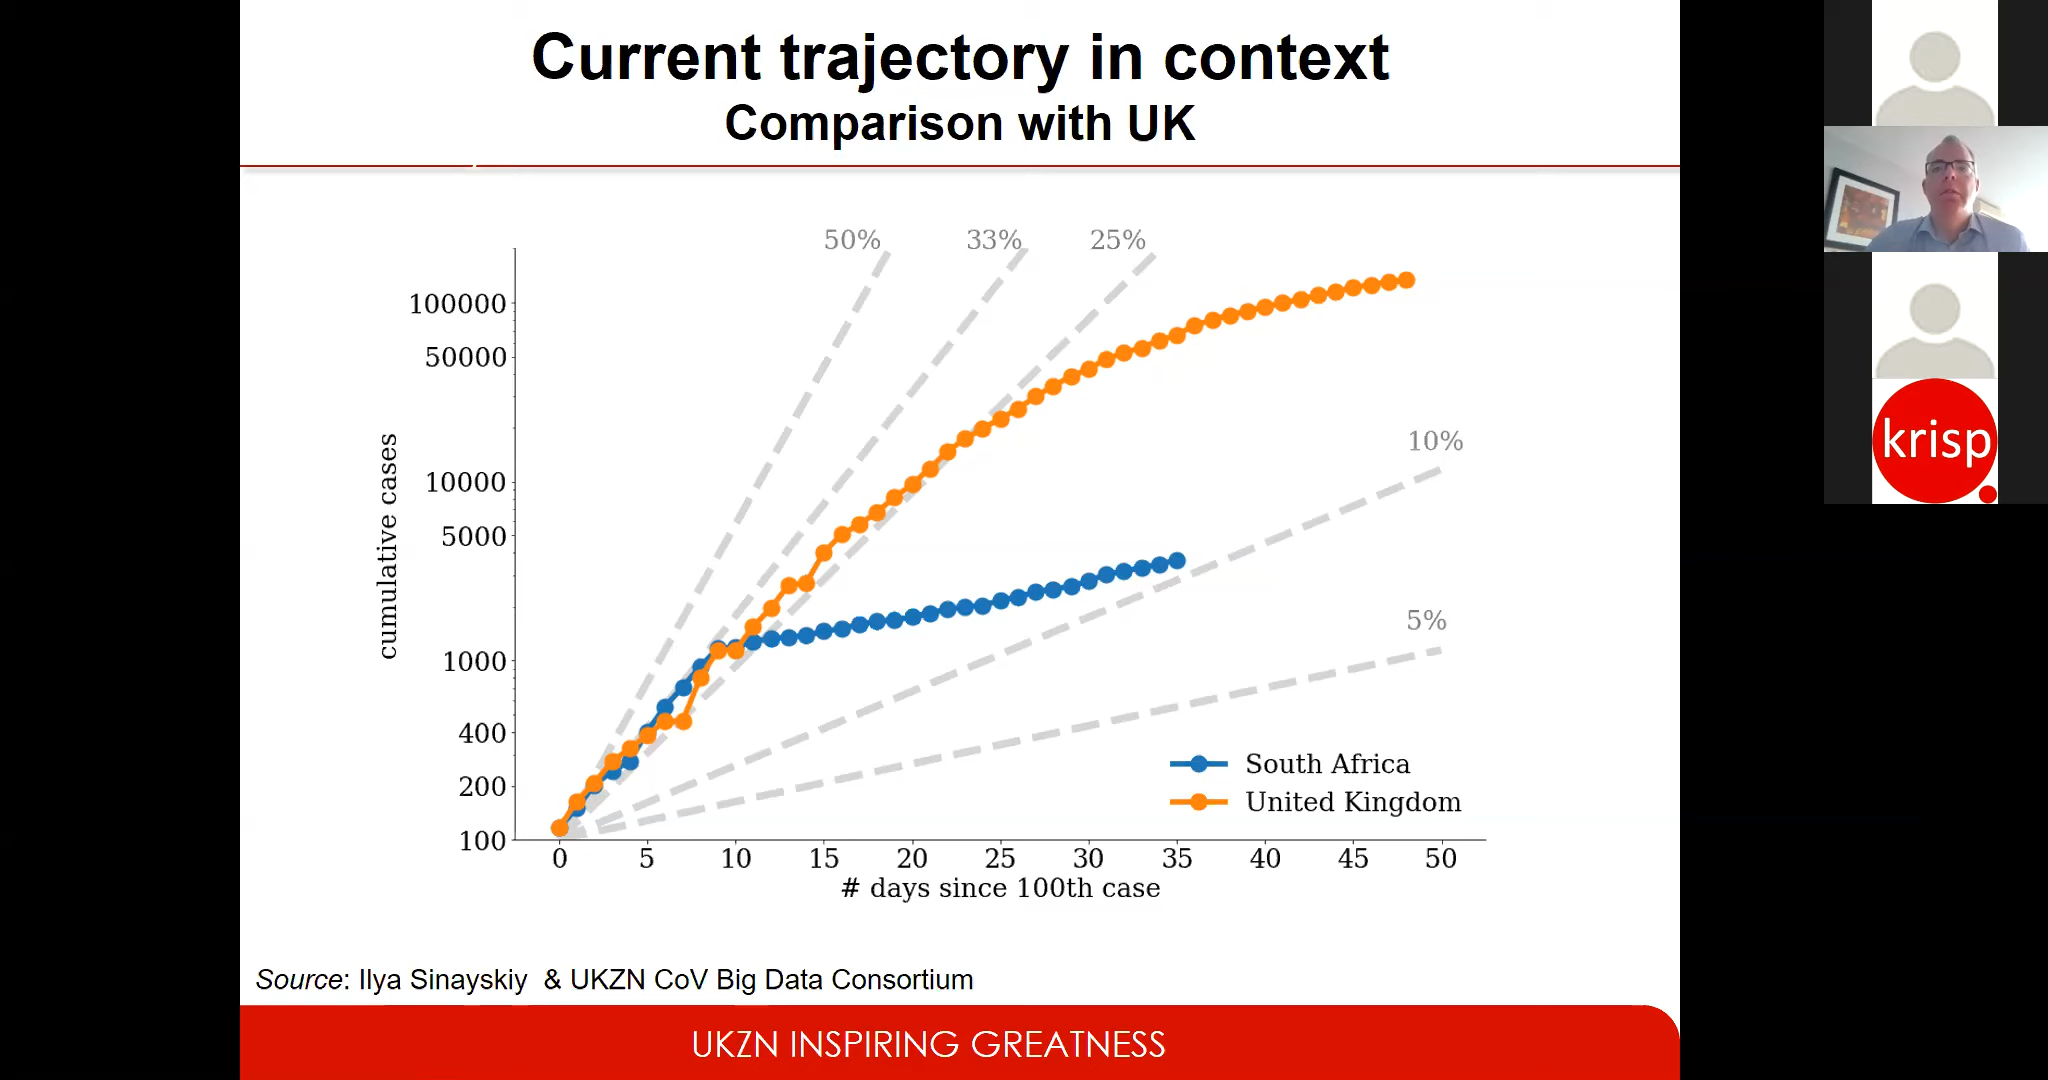 Current trajectory in context
Comparison with UK
50%
33%
25%
10%
5%
cumulative cases
100000
50000
10000
5000
1000
400
200
100
0 5 10 15 20 25 30 35 40 45 50
# days since 100th case
South Africa
United Kingdom
Source: Ilya Sinayskiy & UKZN CoV Big Data Consortium
UKZN INSPIRING GREATNESS
krisp